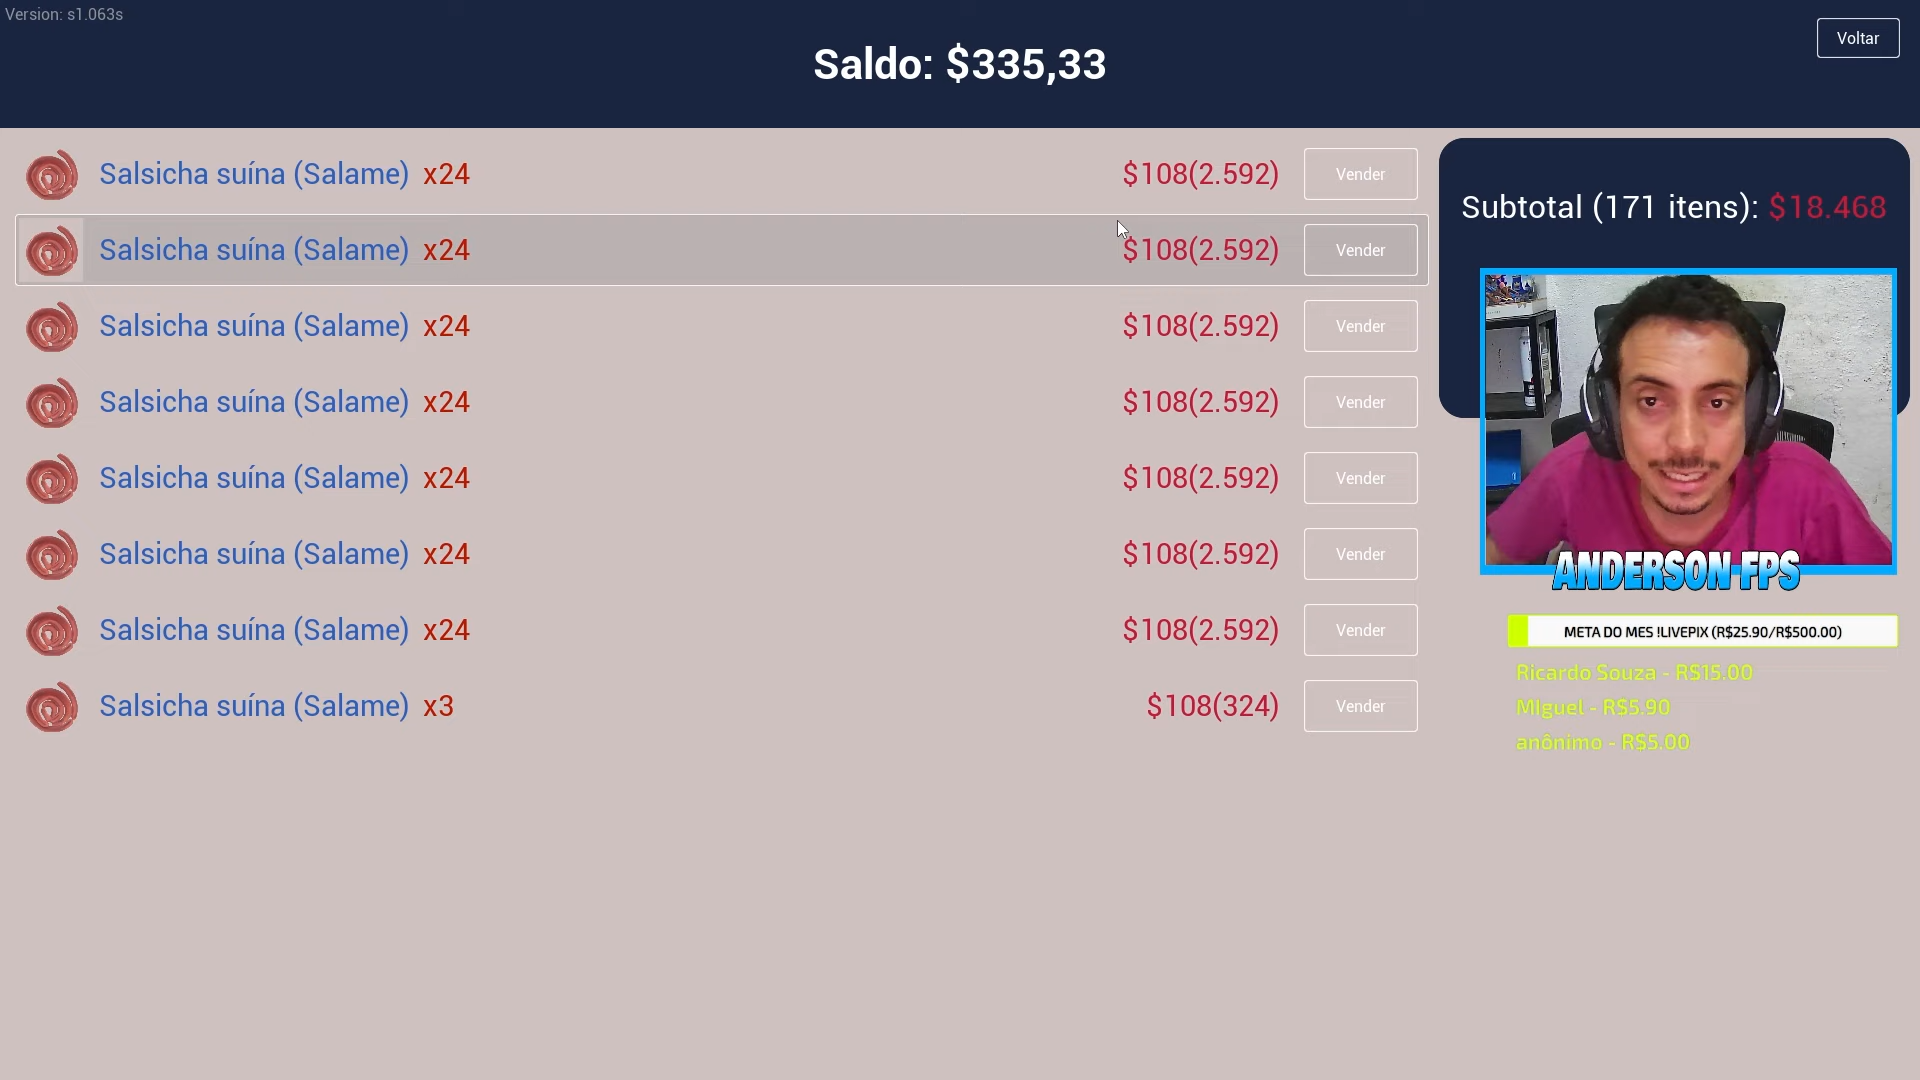 Version: s1.063s
Saldo: $335,33
Voltar
Salsicha suína (Salame) x24 $108(2.592) Vender
Salsicha suína (Salame) x24 $108(2.592) Vender
Salsicha suína (Salame) x24 $108(2.592) Vender
Salsicha suína (Salame) x24 $108(2.592) Vender
Salsicha suína (Salame) x24 $108(2.592) Vender
Salsicha suína (Salame) x24 $108(2.592) Vender
Salsicha suína (Salame) x24 $108(2.592) Vender
Salsicha suína (Salame) x3 $108(324) Vender
Subtotal (171 itens): $18.468
ANDERSON FPS
META DO MES !LIVEPIX (R$25.90/R$500.00)
Ricardo Souza - R$15.00
MIguel - R$5.90
anônimo - R$5.00